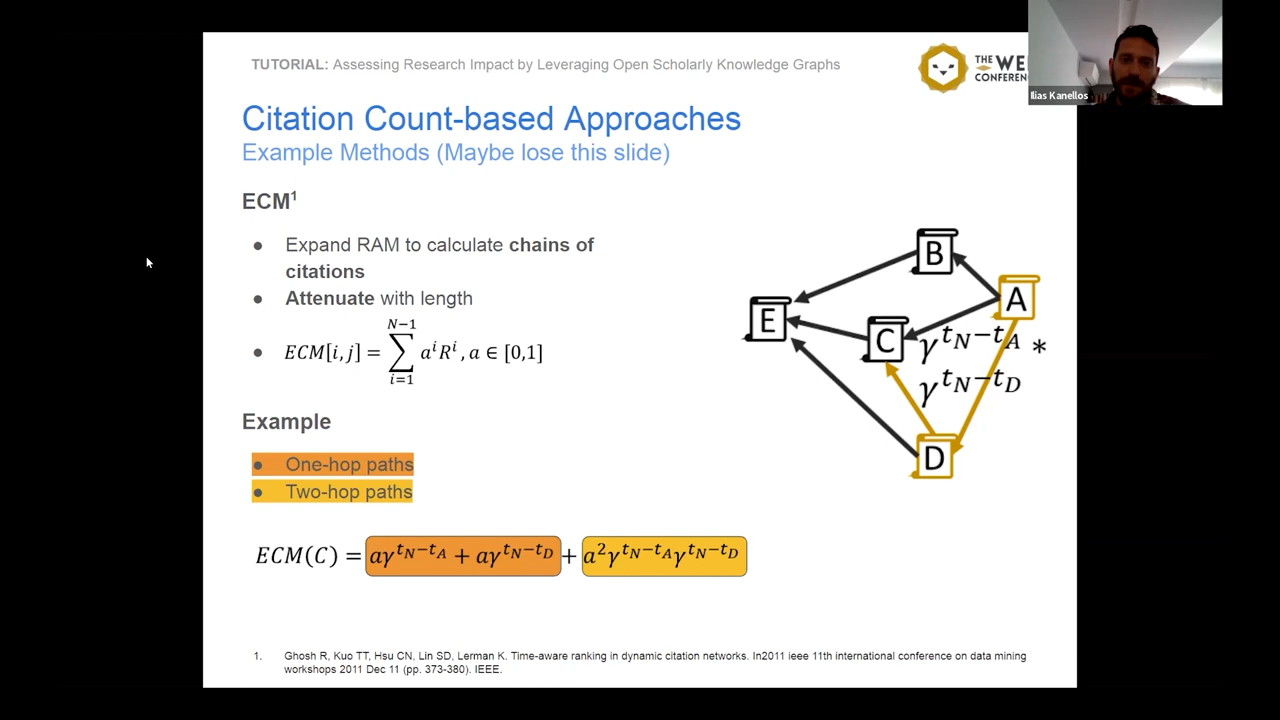 TUTORIAL: Assessing Research Impact by Leveraging Open Scholarly Knowledge Graphs
THE WE
CONFEREN
Ilias Kanellos
Citation Count-based Approaches
Example Methods (Maybe lose this slide)
ECM¹
● Expand RAM to calculate chains of
citations
● Attenuate with length
● ECM[i,j] = ∑_{i=1}^{N−1} a^i R^i, a ∈ [0,1]
Example
● One-hop paths
● Two-hop paths
ECM(C) = aγ^{t_N−t_A} + aγ^{t_N−t_D} + a²γ^{t_N−t_A}γ^{t_N−t_D}
B
A
E
C
γ^{t_N−t_A} *
γ^{t_N−t_D}
D
1. Ghosh R, Kuo TT, Hsu CN, Lin SD, Lerman K. Time-aware ranking in dynamic citation networks. In2011 ieee 11th international conference on data mining
workshops 2011 Dec 11 (pp. 373-380). IEEE.